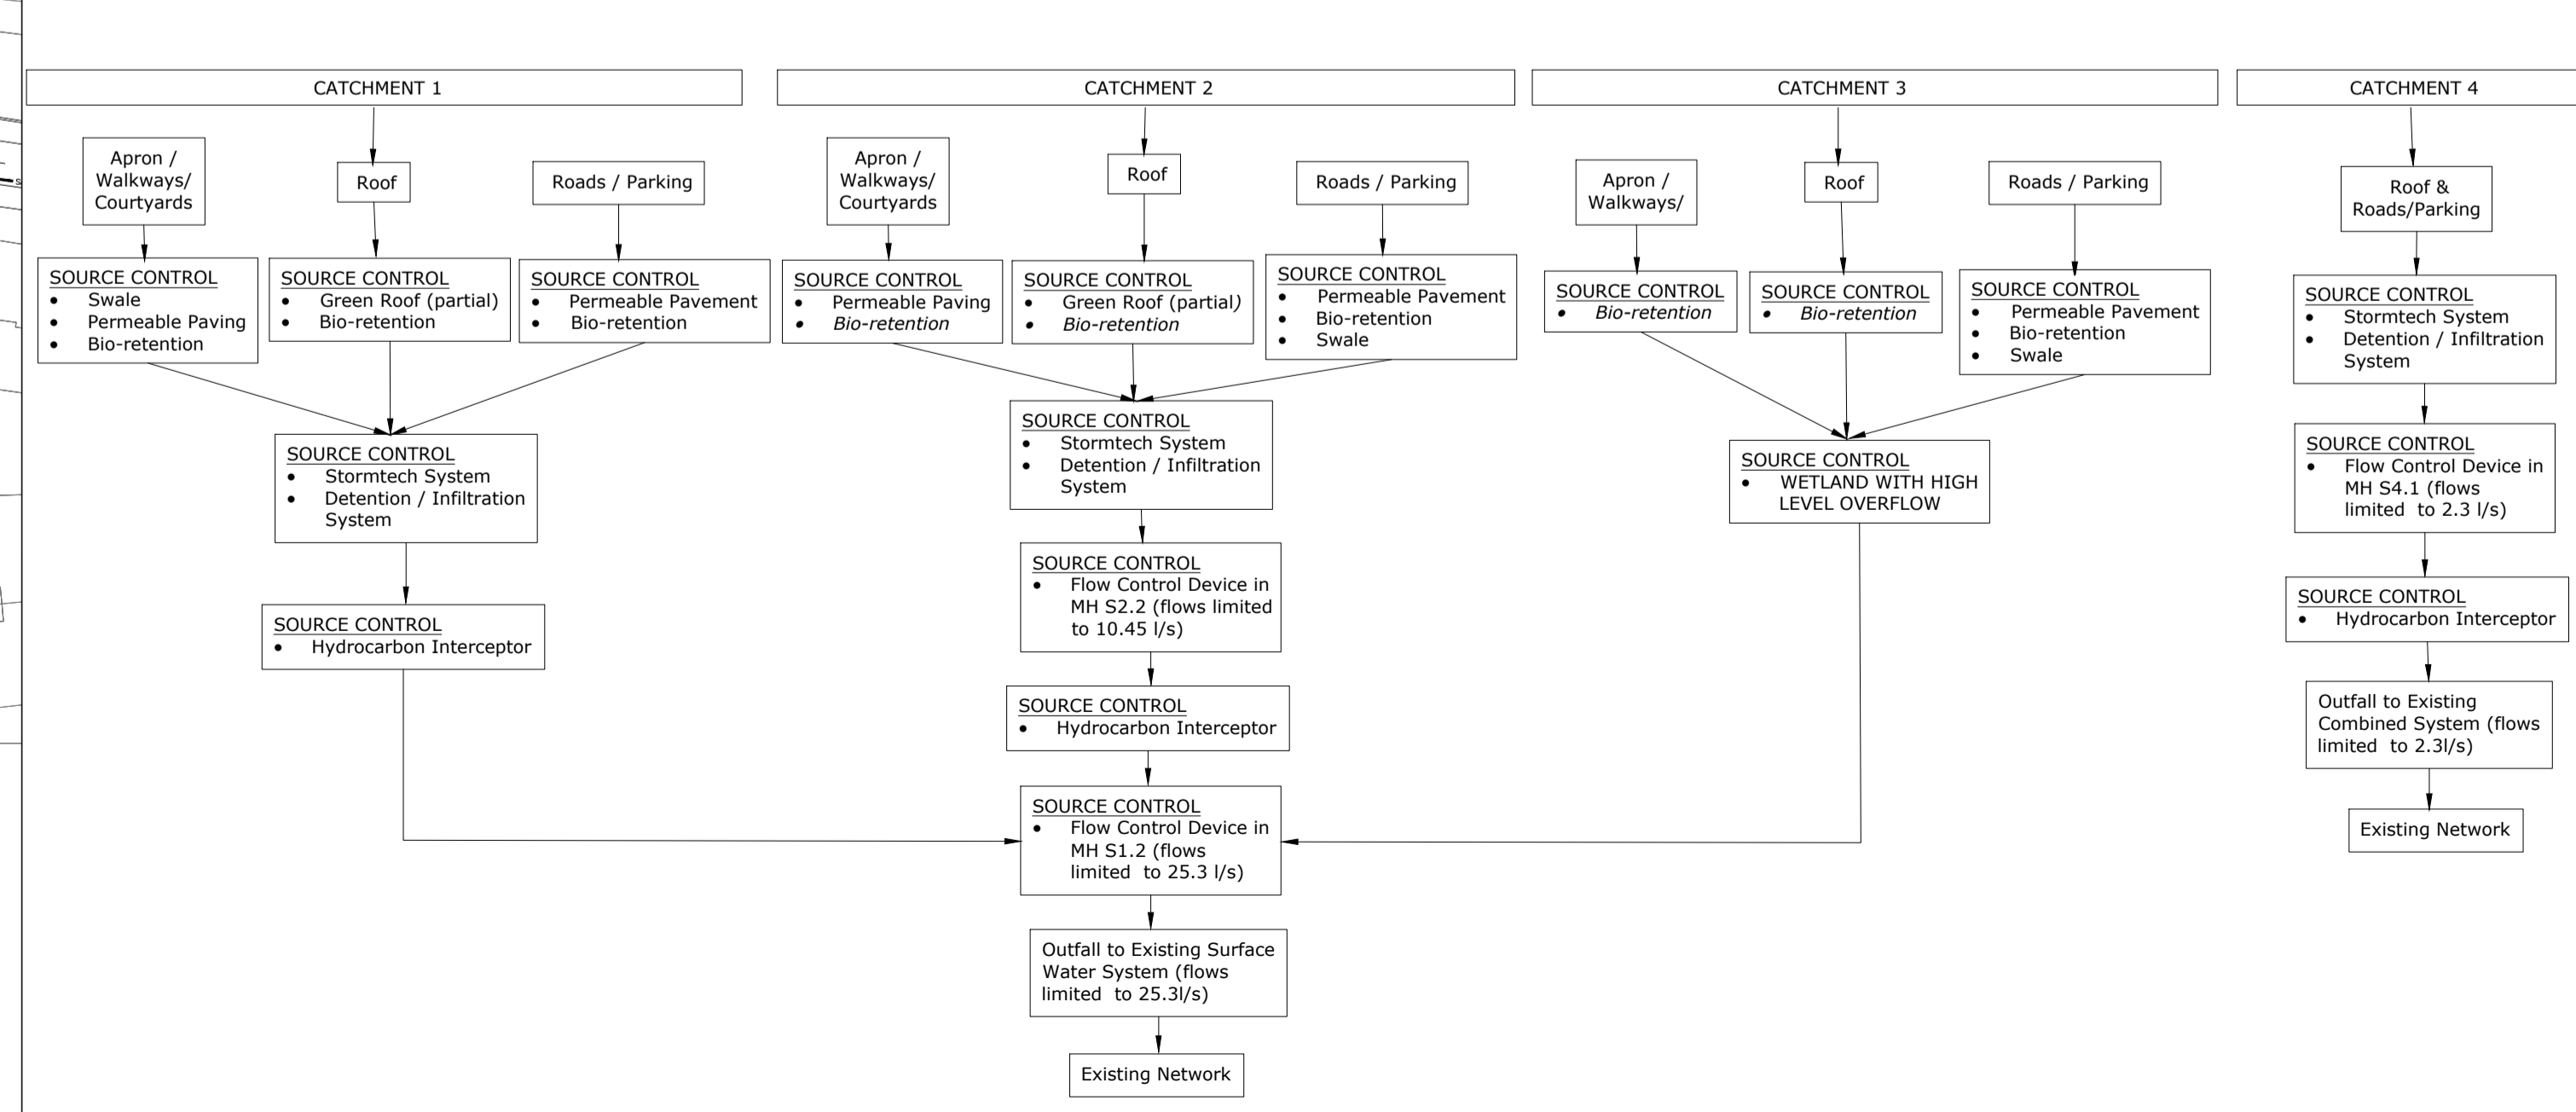 CATCHMENT 1
Apron /
Walkways/
Courtyards
Roof
Roads / Parking
SOURCE CONTROL
• Swale
• Permeable Paving
• Bio-retention
SOURCE CONTROL
• Green Roof (partial)
• Bio-retention
SOURCE CONTROL
• Permeable Pavement
• Bio-retention
SOURCE CONTROL
• Stormtech System
• Detention / Infiltration
System
SOURCE CONTROL
• Hydrocarbon Interceptor
CATCHMENT 2
Apron /
Walkways/
Courtyards
Roof
Roads / Parking
SOURCE CONTROL
• Permeable Paving
• Bio-retention
SOURCE CONTROL
• Green Roof (partial)
• Bio-retention
SOURCE CONTROL
• Permeable Pavement
• Bio-retention
• Swale
SOURCE CONTROL
• Stormtech System
• Detention / Infiltration
System
SOURCE CONTROL
• Flow Control Device in
MH S2.2 (flows limited
to 10.45 l/s)
SOURCE CONTROL
• Hydrocarbon Interceptor
SOURCE CONTROL
• Flow Control Device in
MH S1.2 (flows
limited to 25.3 l/s)
Outfall to Existing Surface
Water System (flows
limited to 25.3l/s)
Existing Network
CATCHMENT 3
Apron /
Walkways/
Roof
Roads / Parking
SOURCE CONTROL
• Bio-retention
SOURCE CONTROL
• Bio-retention
SOURCE CONTROL
• Permeable Pavement
• Bio-retention
• Swale
SOURCE CONTROL
• WETLAND WITH HIGH
LEVEL OVERFLOW
CATCHMENT 4
Roof &
Roads/Parking
SOURCE CONTROL
• Stormtech System
• Detention / Infiltration
System
SOURCE CONTROL
• Flow Control Device in
MH S4.1 (flows
limited to 2.3 l/s)
SOURCE CONTROL
• Hydrocarbon Interceptor
Outfall to Existing
Combined System (flows
limited to 2.3l/s)
Existing Network